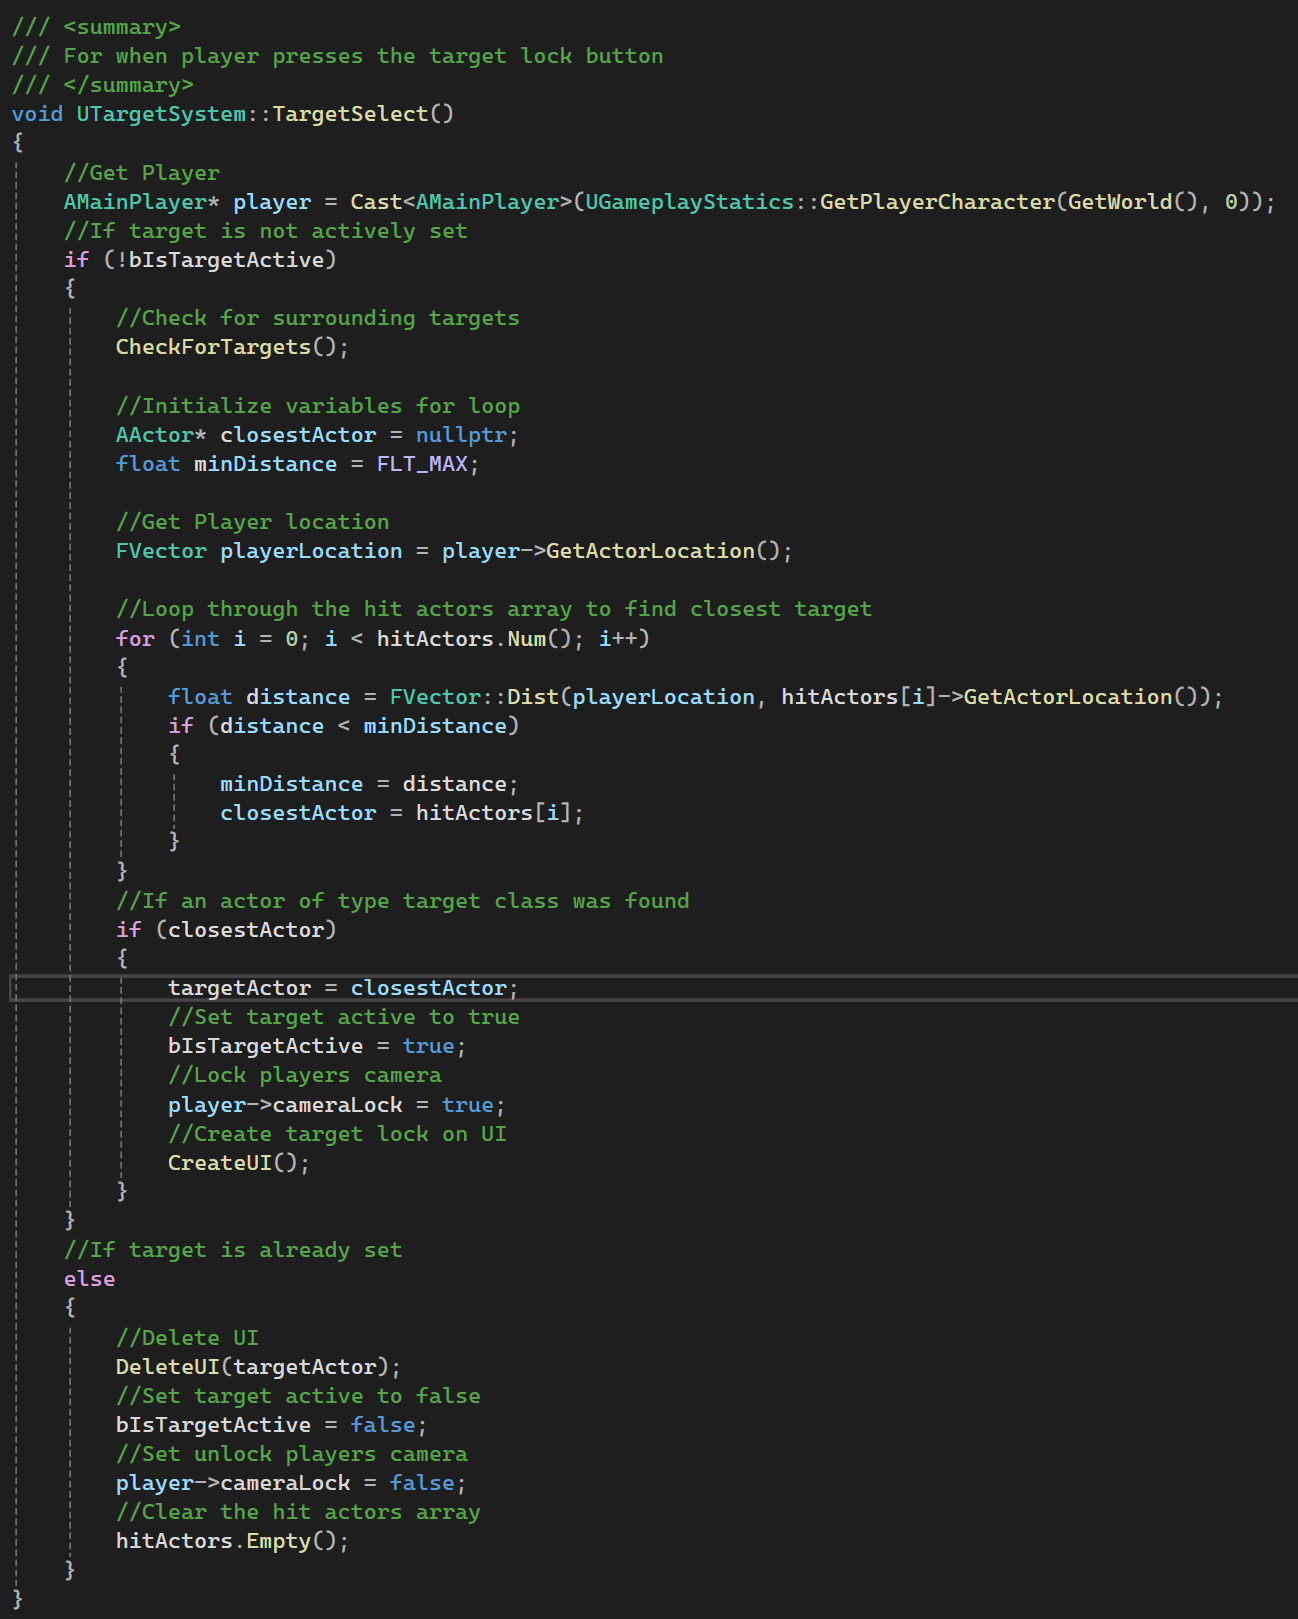 /// <summary>
/// For when player presses the target lock button
/// </summary>
void UTargetSystem::TargetSelect()
{
    //Get Player
    AMainPlayer* player = Cast<AMainPlayer>(UGameplayStatics::GetPlayerCharacter(GetWorld(), 0));
    //If target is not actively set
    if (!bIsTargetActive)
    {
        //Check for surrounding targets
        CheckForTargets();

        //Initialize variables for loop
        AActor* closestActor = nullptr;
        float minDistance = FLT_MAX;

        //Get Player location
        FVector playerLocation = player->GetActorLocation();

        //Loop through the hit actors array to find closest target
        for (int i = 0; i < hitActors.Num(); i++)
        {
            float distance = FVector::Dist(playerLocation, hitActors[i]->GetActorLocation());
            if (distance < minDistance)
            {
                minDistance = distance;
                closestActor = hitActors[i];
            }
        }
        //If an actor of type target class was found
        if (closestActor)
        {
            targetActor = closestActor;
            //Set target active to true
            bIsTargetActive = true;
            //Lock players camera
            player->cameraLock = true;
            //Create target lock on UI
            CreateUI();
        }
    }
    //If target is already set
    else
    {
        //Delete UI
        DeleteUI(targetActor);
        //Set target active to false
        bIsTargetActive = false;
        //Set unlock players camera
        player->cameraLock = false;
        //Clear the hit actors array
        hitActors.Empty();
    }
}